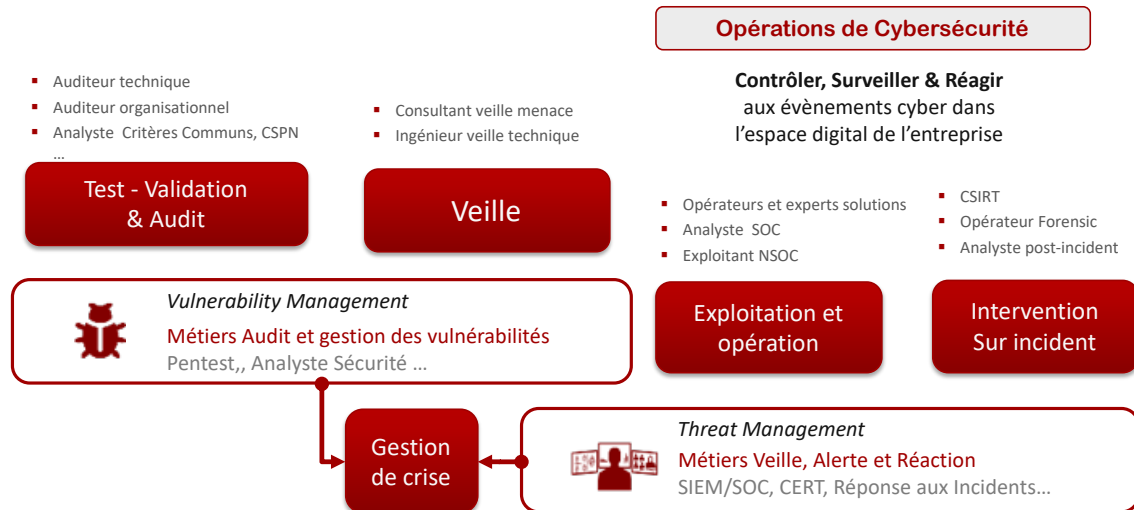 Opérations de Cybersécurité
Contrôler, Surveiller & Réagir
aux évènements cyber dans
l'espace digital de l'entreprise
▪ Auditeur technique
▪ Auditeur organisationnel
▪ Analyste Critères Communs, CSPN
...
Test - Validation
& Audit
▪ Consultant veille menace
▪ Ingénieur veille technique
Veille
▪ Opérateurs et experts solutions
▪ Analyste SOC
▪ Exploitant NSOC
Exploitation et
opération
▪ CSIRT
▪ Opérateur Forensic
▪ Analyste post-incident
Intervention
Sur incident
Vulnerability Management
Métiers Audit et gestion des vulnérabilités
Pentest,, Analyste Sécurité ...
Gestion
de crise
Threat Management
Métiers Veille, Alerte et Réaction
SIEM/SOC, CERT, Réponse aux Incidents...